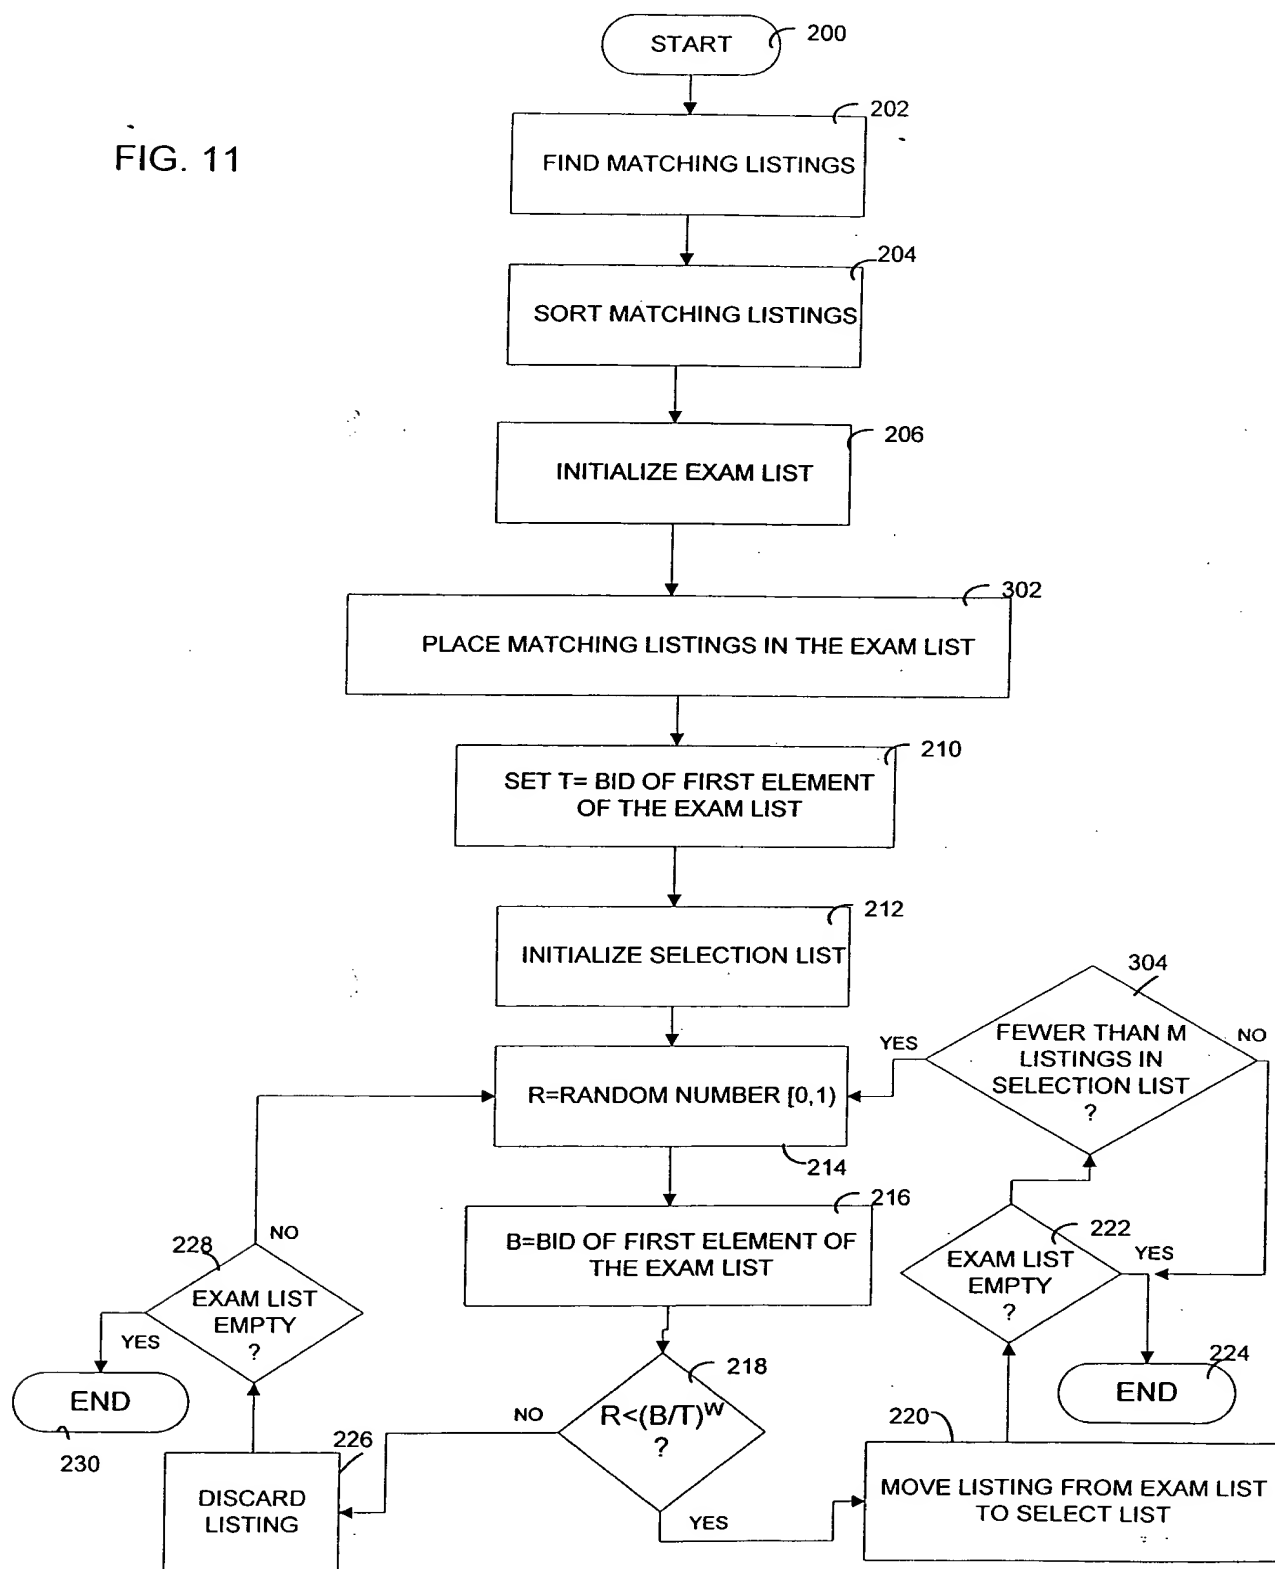 START
200
202
FIG. 11
FIND MATCHING LISTINGS
204
SORT MATCHING LISTINGS
206
INITIALIZE EXAM LIST
302
PLACE MATCHING LISTINGS IN THE EXAM LIST
210
SET T= BID OF FIRST ELEMENT
OF THE EXAM LIST
212
INITIALIZE SELECTION LIST
304
FEWER THAN M
LISTINGS IN
SELECTION LIST
?
YES
NO
R=RANDOM NUMBER [0,1)
214
216
B=BID OF FIRST ELEMENT OF
THE EXAM LIST
228
NO
EXAM LIST
EMPTY
?
YES
222
EXAM LIST
EMPTY
?
YES
END
230
218
R<(B/T)^W
?
NO
YES
224
END
226
DISCARD
LISTING
220
MOVE LISTING FROM EXAM LIST
TO SELECT LIST